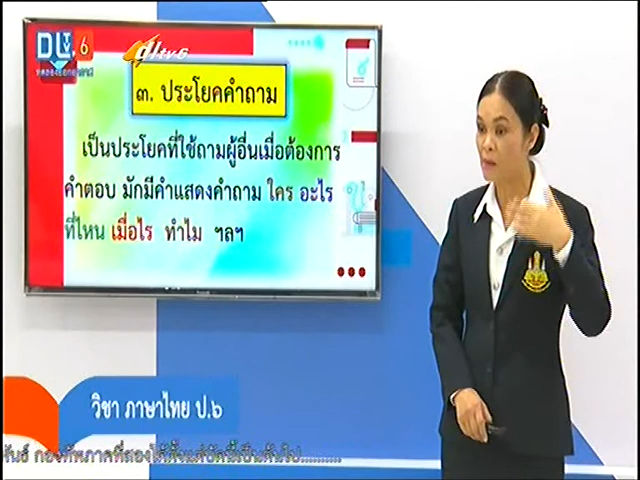 DLTV 6
dltv6
๓. ประโยคคำถาม
เป็นประโยคที่ใช้ถามผู้อื่นเมื่อต้องการ
คำตอบ มักมีคำแสดงคำถาม ใคร อะไร
ที่ไหน เมื่อไร ทำไม ฯลฯ
วิชา ภาษาไทย ป.๖